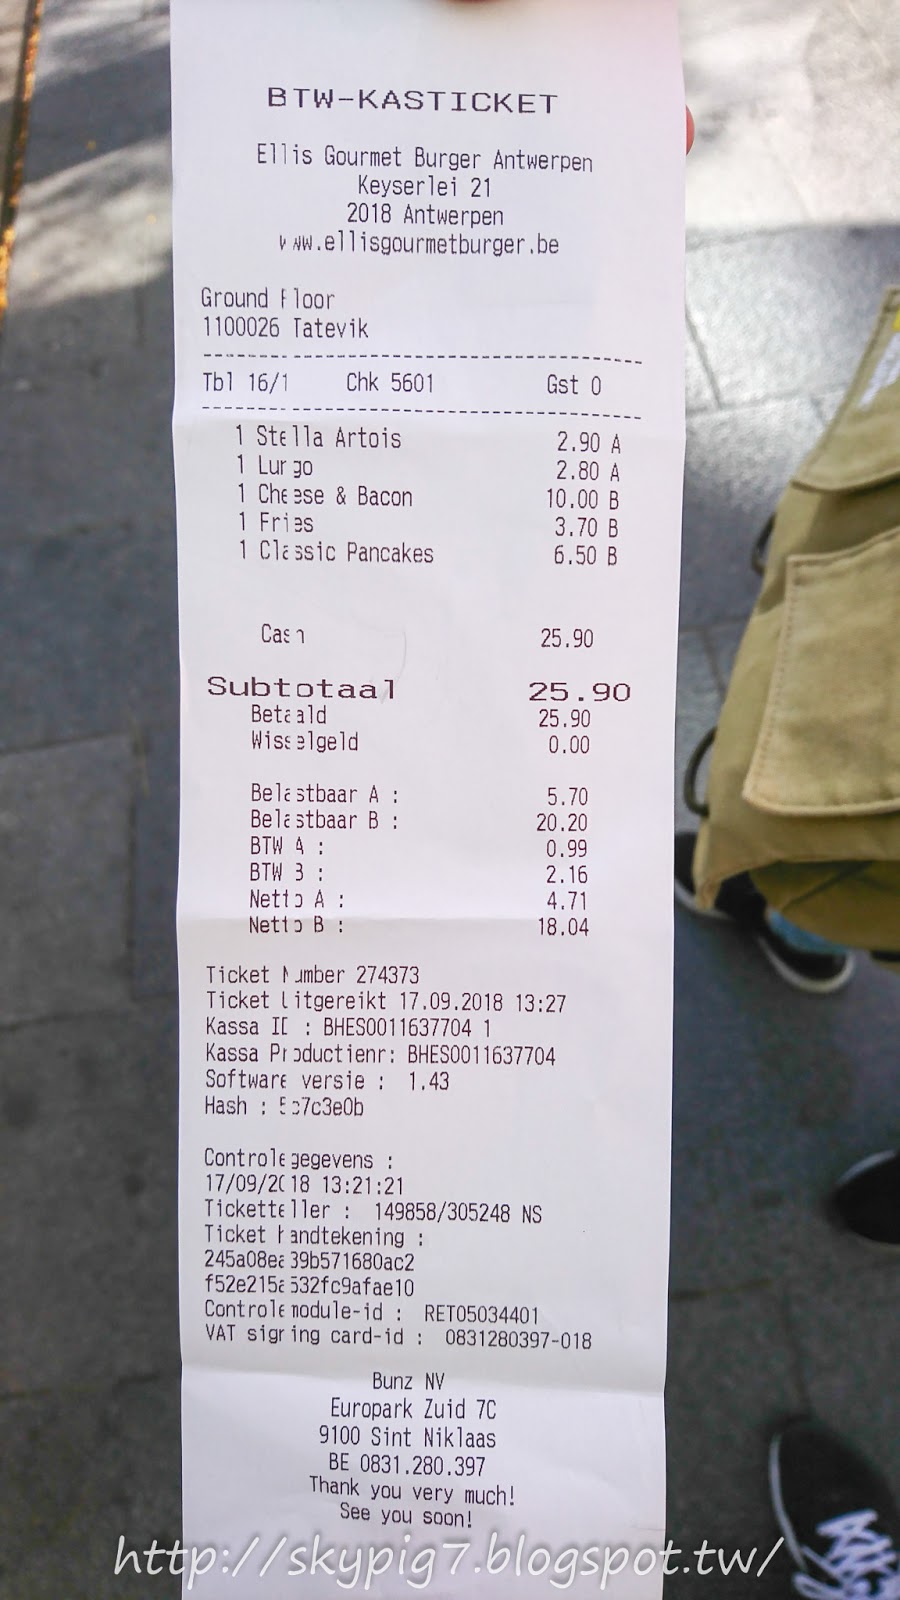 BTW-KASTICKET
Ellis Gourmet Burger Antwerpen
Keyserlei 21
2018 Antwerpen
www.ellisgourmetburger.be
Ground Floor
1100026 Tatevik
Tbl 16/1 Chk 5601 Gst 0
1 Stella Artois 2.90 A
1 Lungo 2.80 A
1 Cheese & Bacon 10.00 B
1 Fries 3.70 B
1 Classic Pancakes 6.50 B
Cash 25.90
Subtotaal 25.90
Betaald 25.90
Wisselgeld 0.00
Belastbaar A : 5.70
Belastbaar B : 20.20
BTW A : 0.99
BTW B : 2.16
Netto A : 4.71
Netto B : 18.04
Ticket Number 274373
Ticket Uitgereikt 17.09.2018 13:27
Kassa ID : BHES0011637704 1
Kassa Productienr: BHES0011637704
Software versie : 1.43
Hash :
Controlegegevens :
17/09/2018 13:21:21
Ticketteller : 149858/305248 NS
Ticket handtekening :
245a08ea39b571680ac2
f52e215a532fc9afae10
Controlemodule-id : RET05034401
VAT signing card-id : 0831280397-018
Bunz NV
Europark Zuid 7C
9100 Sint Niklaas
BE 0831.280.397
Thank you very much!
See you soon!
http://skypig7.blogspot.tw/